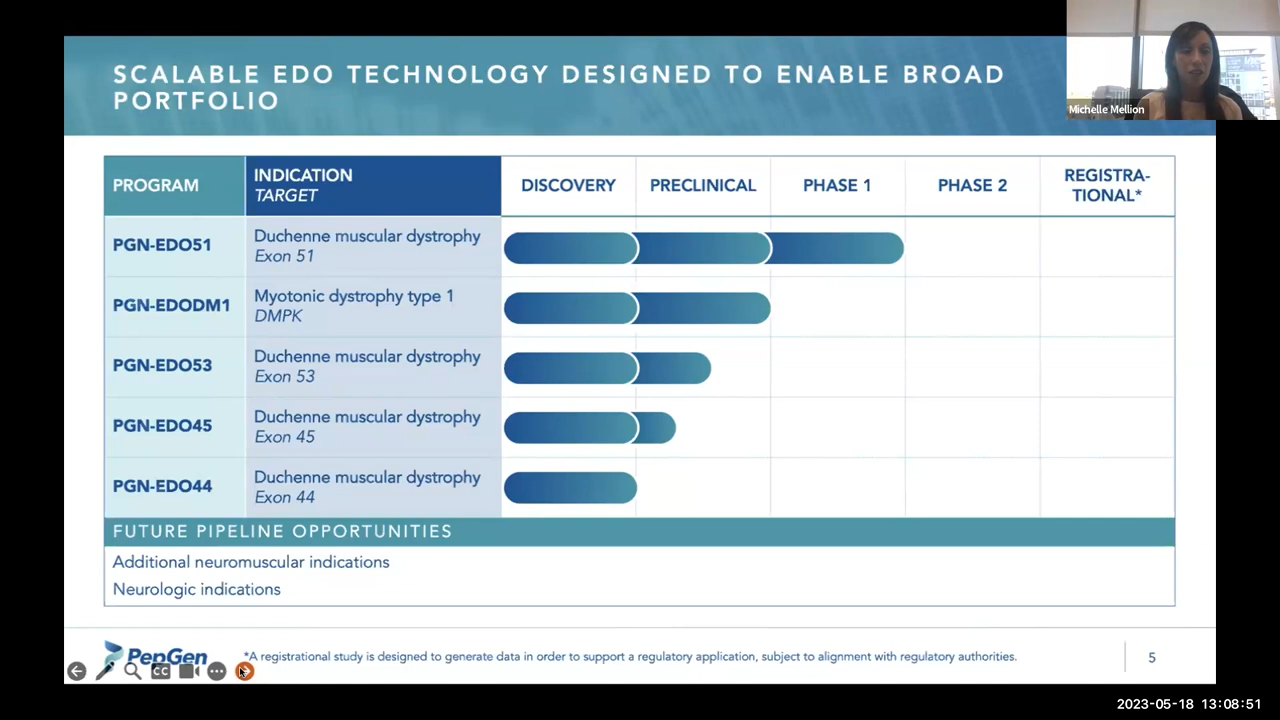 SCALABLE EDO TECHNOLOGY DESIGNED TO ENABLE BROAD
PORTFOLIO
Michelle Mellion
PROGRAM
INDICATION
TARGET
DISCOVERY
PRECLINICAL
PHASE 1
PHASE 2
REGISTRA-
TIONAL*
PGN-EDO51
Duchenne muscular dystrophy
Exon 51
PGN-EDODM1
Myotonic dystrophy type 1
DMPK
PGN-EDO53
Duchenne muscular dystrophy
Exon 53
PGN-EDO45
Duchenne muscular dystrophy
Exon 45
PGN-EDO44
Duchenne muscular dystrophy
Exon 44
FUTURE PIPELINE OPPORTUNITIES
Additional neuromuscular indications
Neurologic indications
PepGen
*A registrational study is designed to generate data in order to support a regulatory application, subject to alignment with regulatory authorities.
5
CC
2023-05-18 13:08:51